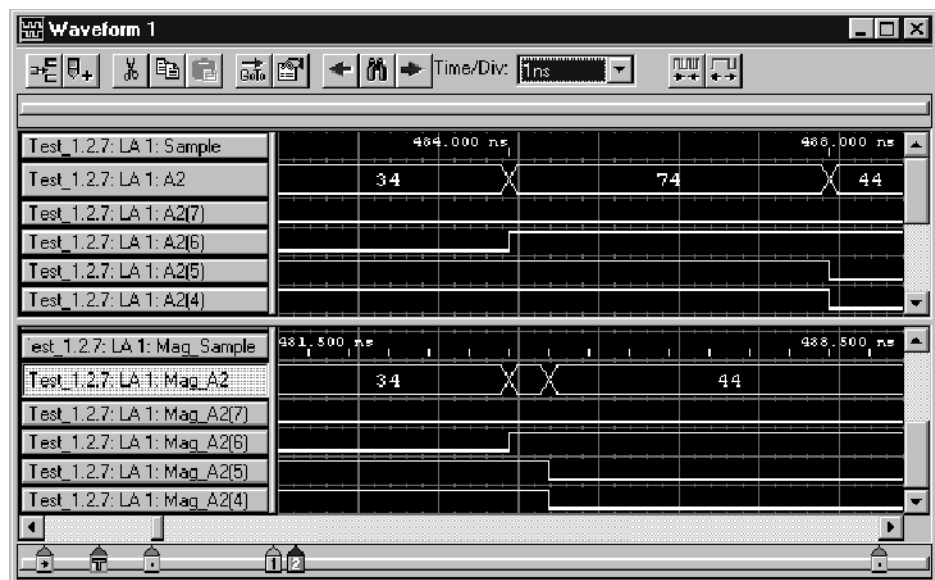 Waveform 1
GoTo Time/Div: 1ns
Test_1.2.7: LA 1: Sample 484.000 ns 488.000 ns
Test_1.2.7: LA 1: A2 34 74 44
Test_1.2.7: LA 1: A2(7)
Test_1.2.7: LA 1: A2(6)
Test_1.2.7: LA 1: A2(5)
Test_1.2.7: LA 1: A2(4)
est_1.2.7: LA 1: Mag_Sample 481.500 ns 488.500 ns
Test_1.2.7: LA 1: Mag_A2 34 44
Test_1.2.7: LA 1: Mag_A2(7)
Test_1.2.7: LA 1: Mag_A2(6)
Test_1.2.7: LA 1: Mag_A2(5)
Test_1.2.7: LA 1: Mag_A2(4)
T 1 2